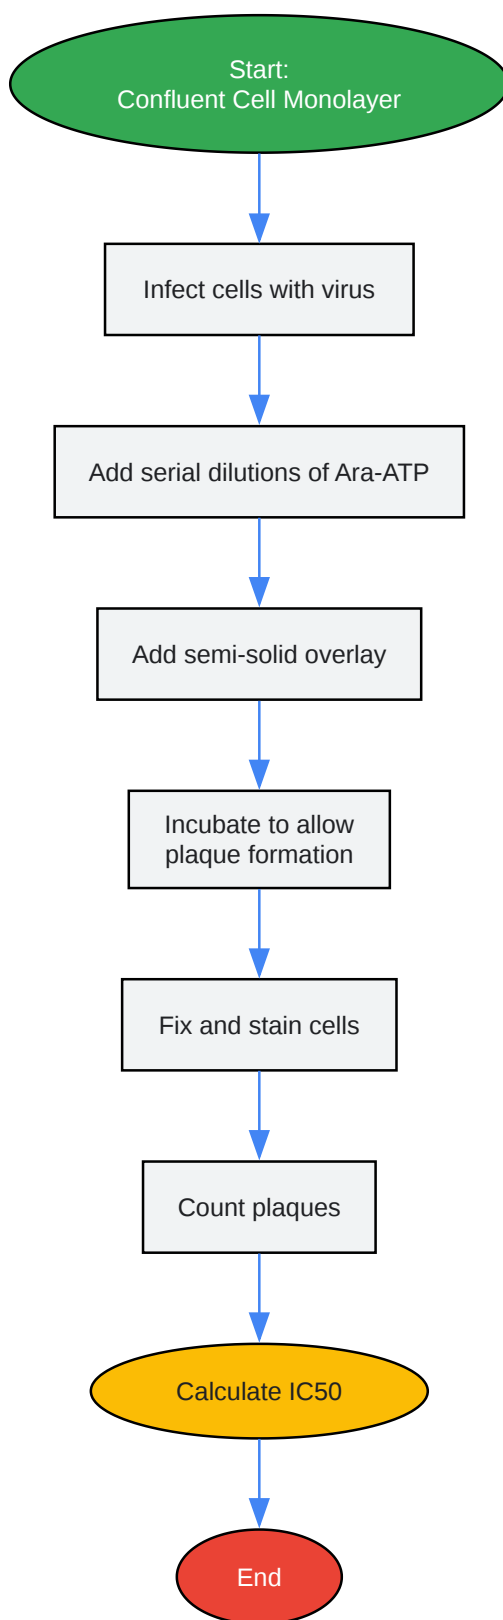 Start:
Confluent Cell Monolayer
Infect cells with virus
Add serial dilutions of Ara-ATP
Add semi-solid overlay
Incubate to allow
plaque formation
Fix and stain cells
Count plaques
Calculate IC50
End